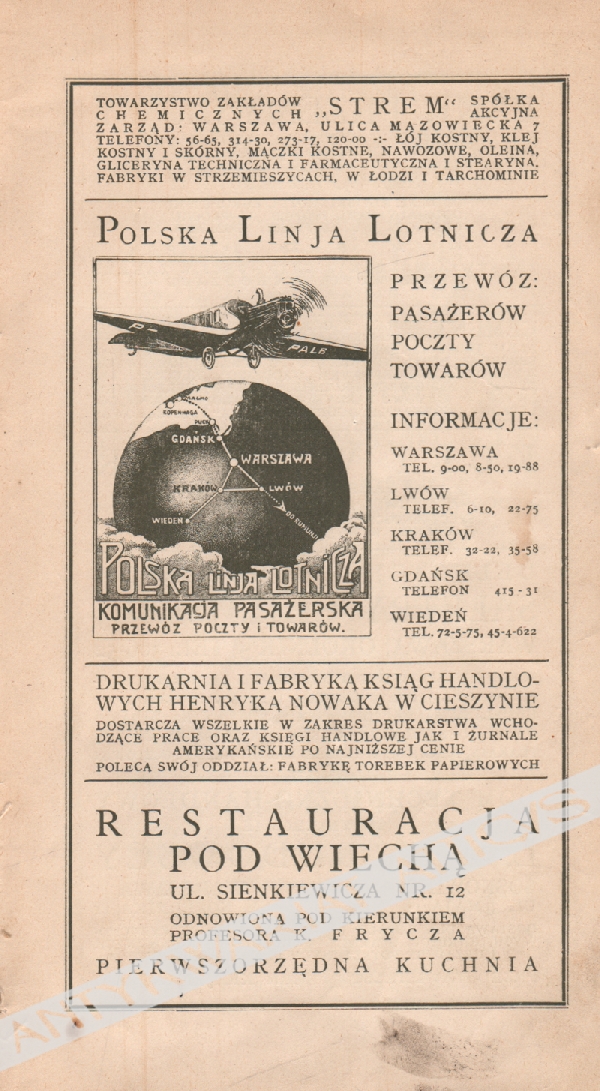 TOWARZYSTWO ZAKŁADÓW CHEMICZNYCH „STREM“ SPÓŁKA AKCYJNA
ZARZĄD: WARSZAWA, ULICA MAZOWIECKA 7
TELEFONY: 56-65, 314-30, 273-17, 120-00 -:- ŁÓJ KOSTNY, KLEJ
KOSTNY I SKÓRNY, MĄCZKI KOSTNE, NAWOZOWE, OLEINA,
GLICERYNA TECHNICZNA I FARMACEUTYCZNA I STEARYNA.
FABRYKI W STRZEMIESZYCACH, W ŁODZI I TARCHOMINIE
POLSKA LINJA LOTNICZA
P-
PALE
KOPENHAGA
PUCK
GDAŃSK
WARSZAWA
KRAKÓW
LWÓW
WIEDEŃ
DO RUMUNJI
POLSKA LINJA LOTNICZA
KOMUNIKACJA PASAŻERSKA
PRZEWÓZ POCZTY i TOWARÓW.
PRZEWÓZ:
PASAŻERÓW
POCZTY
TOWARÓW
INFORMACJE:
WARSZAWA
TEL. 9-00, 8-50, 19-88
LWÓW
TELEF. 6-10, 22-75
KRAKÓW
TELEF. 32-22, 35-58
GDAŃSK
TELEFON 415-31
WIEDEŃ
TEL. 72-5-75, 45-4-622
DRUKARNIA I FABRYKA KSIĄG HANDLO-
WYCH HENRYKA NOWAKA W CIESZYNIE
DOSTARCZA WSZELKIE W ZAKRES DRUKARSTWA WCHO-
DZĄCE PRACE ORAZ KSIĘGI HANDLOWE JAK I ŻURNALE
AMERYKAŃSKIE PO NAJNIŻSZEJ CENIE
POLECA SWÓJ ODDZIAŁ: FABRYKĘ TOREBEK PAPIEROWYCH
RESTAURACJA
POD WIECHĄ
UL. SIENKIEWICZA NR. 12
ODNOWIONA POD KIERUNKIEM
PROFESORA K. FRYCZA
PIERWSZORZĘDNA KUCHNIA